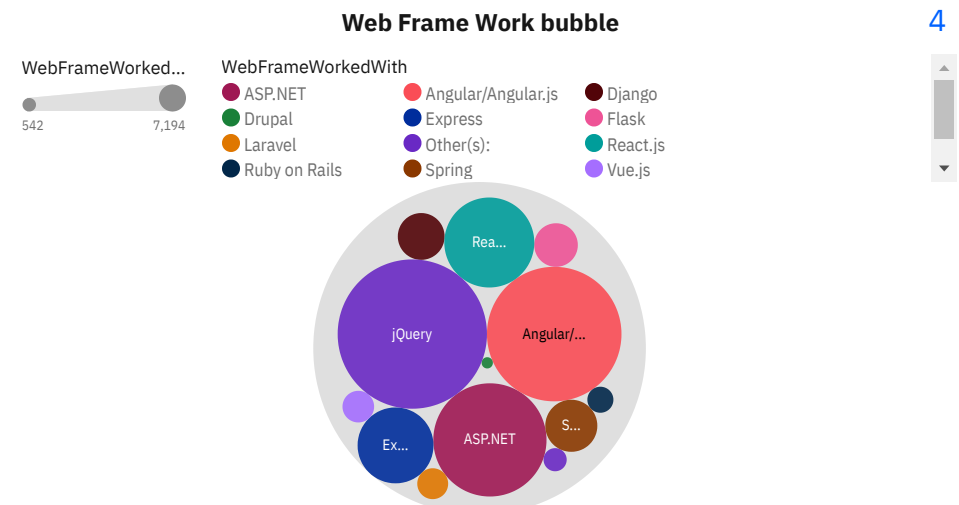 Web Frame Work bubble
4
WebFrameWorked...
542 7,194
WebFrameWorkedWith
ASP.NET Angular/Angular.js Django
Drupal Express Flask
Laravel Other(s): React.js
Ruby on Rails Spring Vue.js
Rea...
jQuery Angular/...
S...
ASP.NET
Ex...